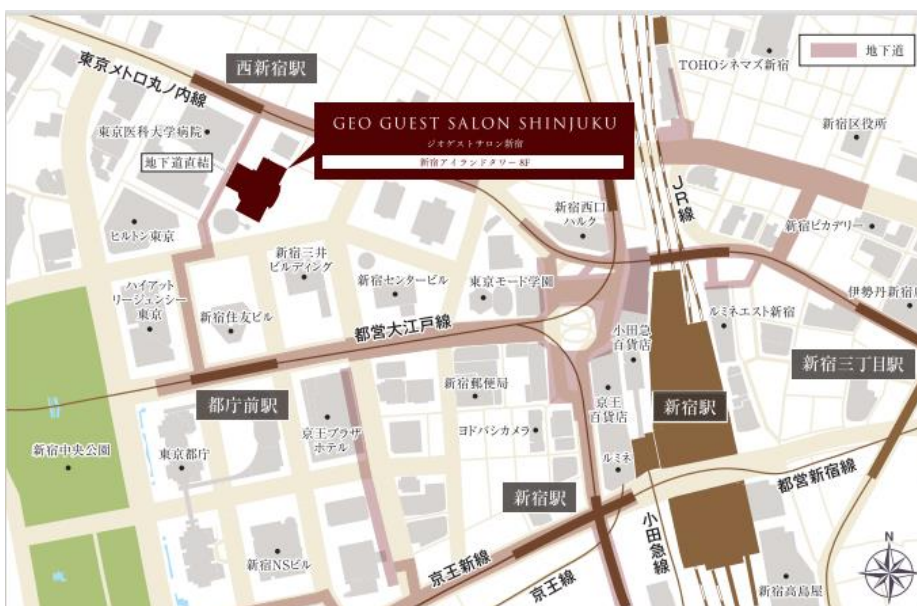 地下道
TOHOシネマズ新宿
西新宿駅
東京メトロ丸ノ内線
東京医科大学病院
地下道直結
GEO GUEST SALON SHINJUKU
ジオゲストサロン新宿
新宿アイランドタワー 8F
新宿区役所
JR線
ヒルトン東京
新宿西口
ハルク
新宿ピカデリー
新宿三井
ビルディング
新宿センタービル
東京モード学園
ハイアット
リージェンシー
東京
新宿住友ビル
都営大江戸線
小田急
百貨店
ルミネエスト新宿
伊勢丹新宿
新宿三丁目駅
都庁前駅
新宿郵便局
京王
百貨店
新宿駅
京王プラザ
ホテル
ヨドバシカメラ
新宿中央公園
東京都庁
ルミネ
新宿駅
都営新宿線
新宿NSビル
京王新線
京王線
小田急線
新宿高島屋
N